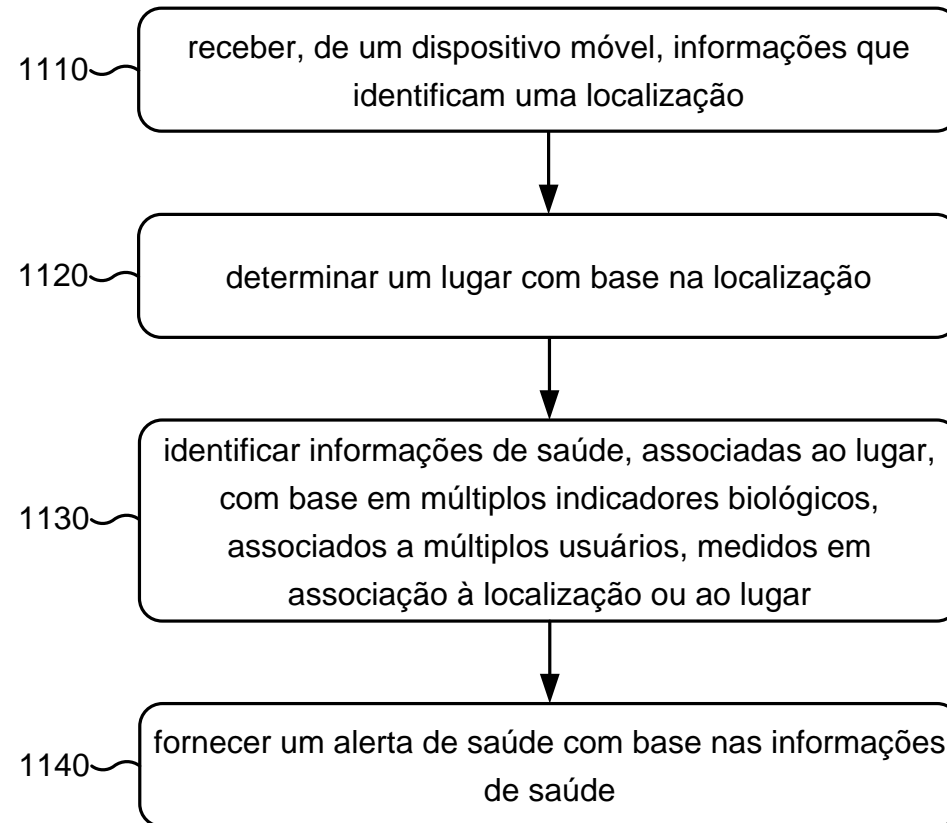 1110
receber, de um dispositivo móvel, informações que
identificam uma localização
1120
determinar um lugar com base na localização
1130
identificar informações de saúde, associadas ao lugar,
com base em múltiplos indicadores biológicos,
associados a múltiplos usuários, medidos em
associação à localização ou ao lugar
1140
fornecer um alerta de saúde com base nas informações
de saúde